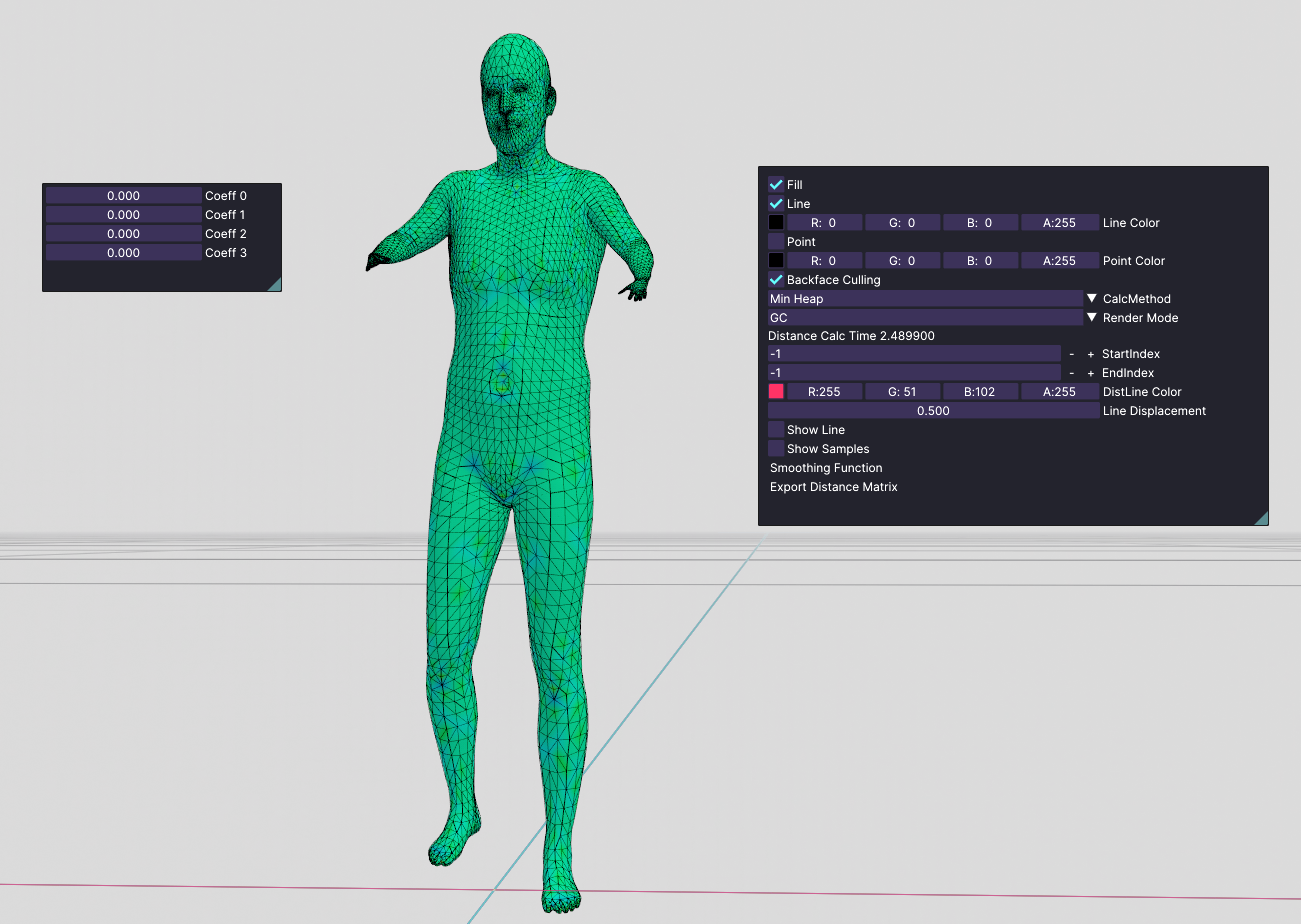 0.000 Coeff 0
0.000 Coeff 1
0.000 Coeff 2
0.000 Coeff 3
Fill
Line
R: 0 G: 0 B: 0 A:255 Line Color
Point
R: 0 G: 0 B: 0 A:255 Point Color
Backface Culling
Min Heap CalcMethod
GC Render Mode
Distance Calc Time 2.489900
-1 - + StartIndex
-1 - + EndIndex
R:255 G: 51 B:102 A:255 DistLine Color
0.500 Line Displacement
Show Line
Show Samples
Smoothing Function
Export Distance Matrix